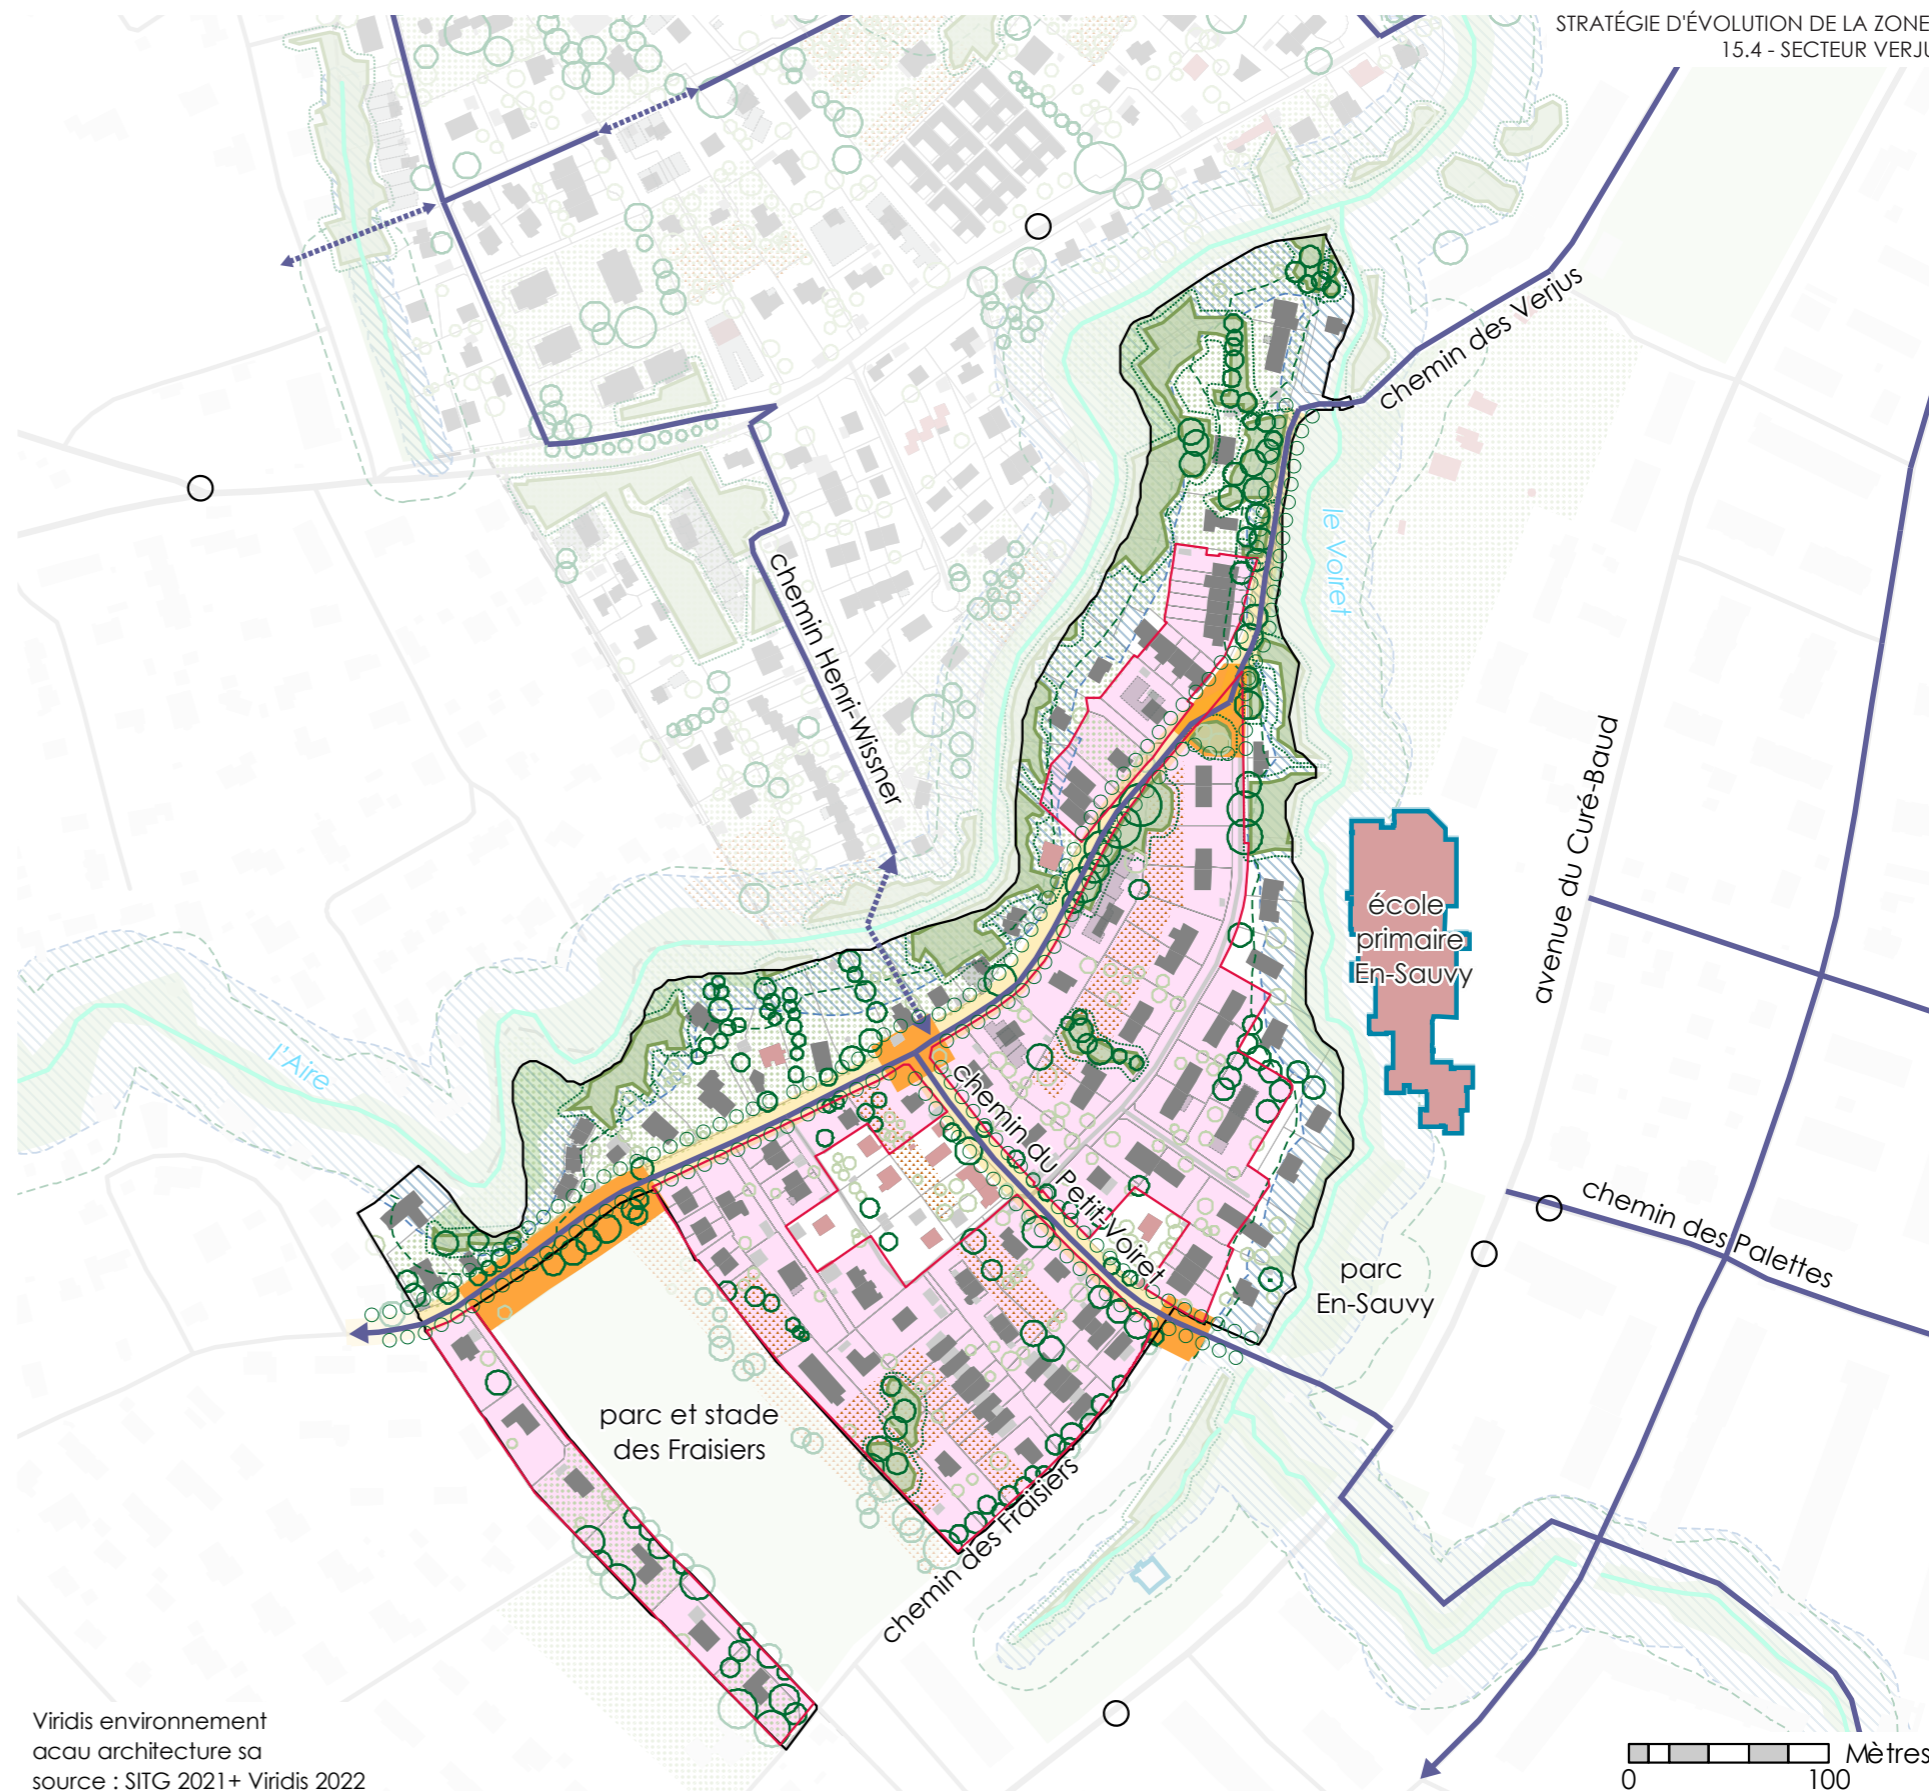 STRATÉGIE D'ÉVOLUTION DE LA ZONE
15.4 - SECTEUR VERJU
chemin des Verjus
le Voiret
chemin Henri-Wissner
avenue du Curé-Baud
école
primaire
En-Sauvy
l'Aire
chemin du Petit-Voiret
chemin des Palettes
parc
En-Sauvy
parc et stade
des Fraisiers
chemin des Fraisiers
Viridis environnement
acau architecture sa
source : SITG 2021+ Viridis 2022
Mètres
0 100